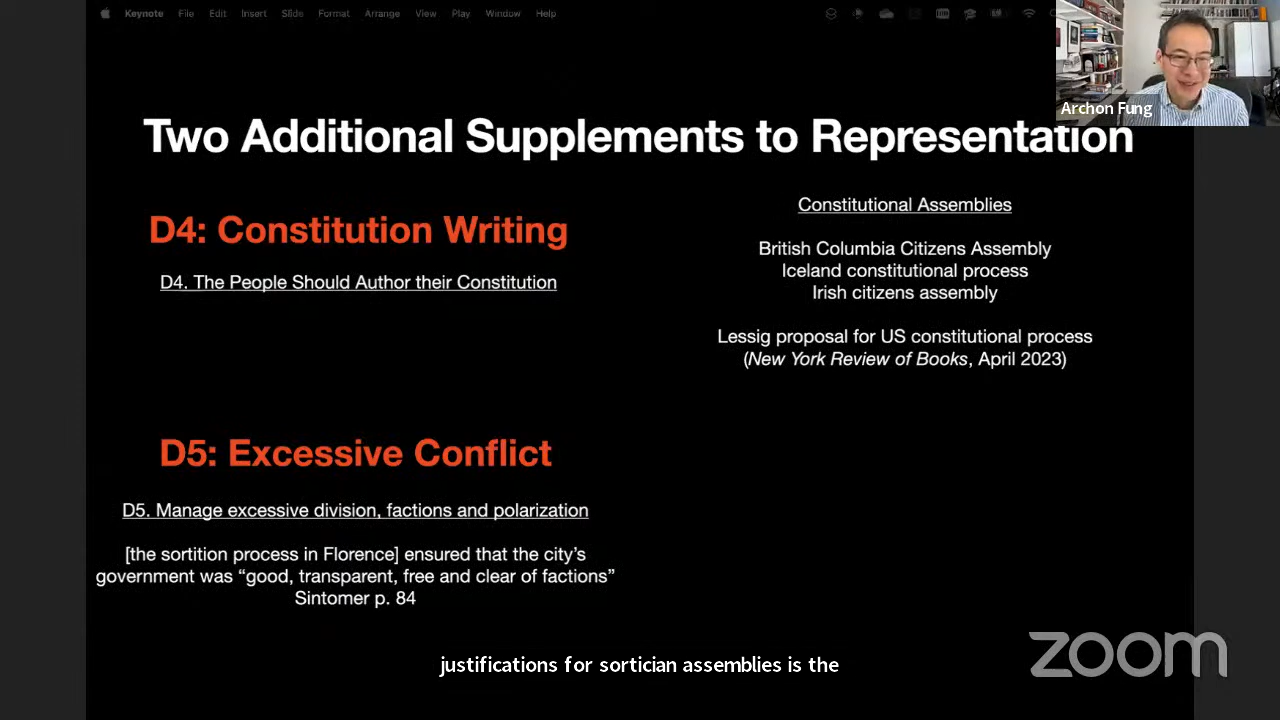 Keynote File Edit Insert Slide Format Arrange View Play Window Help
Archon Fung
Two Additional Supplements to Representation
D4: Constitution Writing
D4. The People Should Author their Constitution
Constitutional Assemblies
British Columbia Citizens Assembly
Iceland constitutional process
Irish citizens assembly
Lessig proposal for US constitutional process
(New York Review of Books, April 2023)
D5: Excessive Conflict
D5. Manage excessive division, factions and polarization
[the sortition process in Florence] ensured that the city’s
government was “good, transparent, free and clear of factions”
Sintomer p. 84
justifications for sortician assemblies is the
zoom